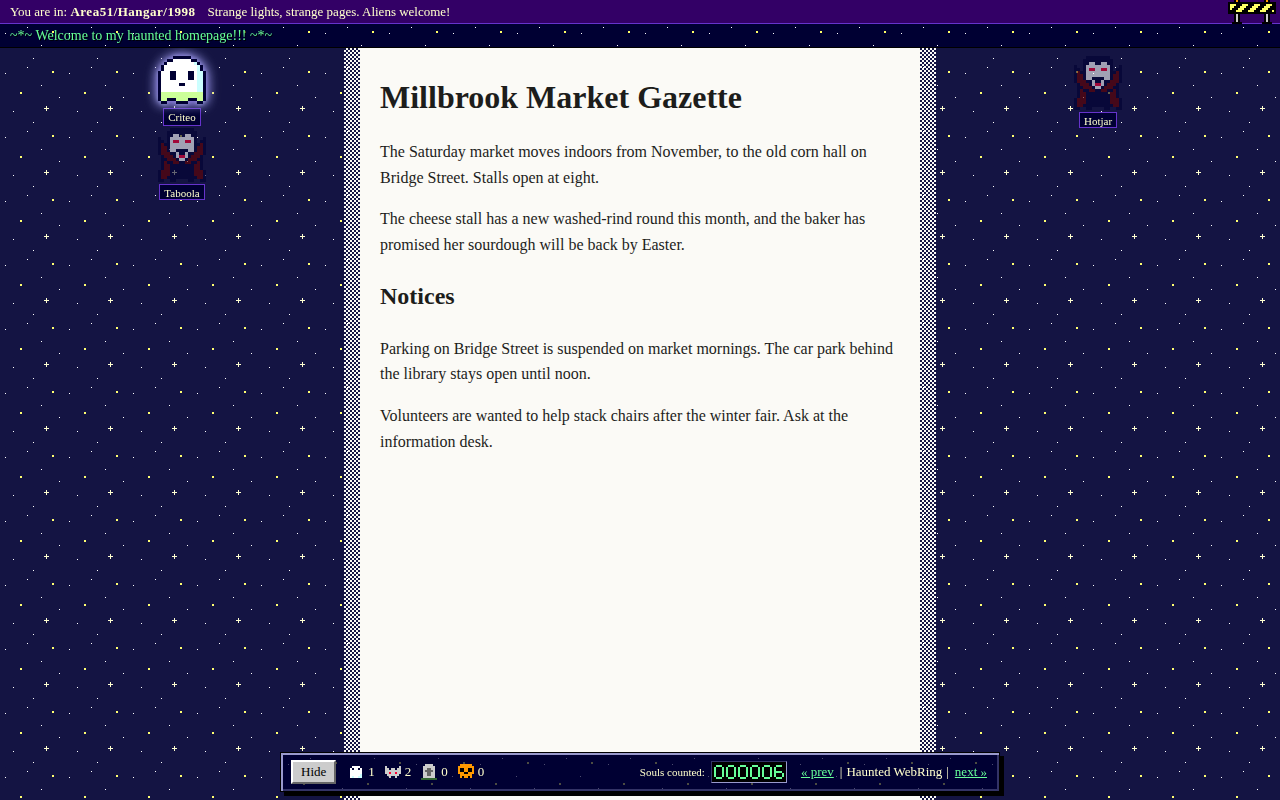 You are in: Area51/Hangar/1998 Strange lights, strange pages. Aliens welcome!
~*~ Welcome to my haunted homepage!!! ~*~
Criteo
Taboola
Hotjar
Millbrook Market Gazette
The Saturday market moves indoors from November, to the old corn hall on
Bridge Street. Stalls open at eight.
The cheese stall has a new washed-rind round this month, and the baker has
promised her sourdough will be back by Easter.
Notices
Parking on Bridge Street is suspended on market mornings. The car park behind
the library stays open until noon.
Volunteers are wanted to help stack chairs after the winter fair. Ask at the
information desk.
Hide 1 2 0 0 Souls counted: 000006 « prev | Haunted WebRing | next »